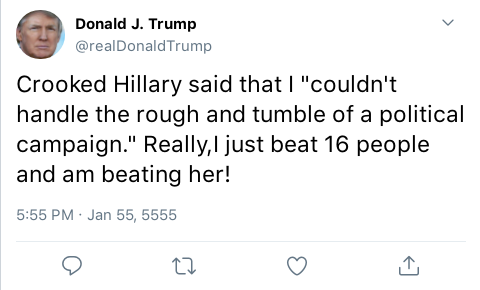 Donald J. Trump
@realDonaldTrump
Crooked Hillary said that I "couldn't
handle the rough and tumble of a political
campaign." Really,I just beat 16 people
and am beating her!
5:55 PM · Jan 55, 5555